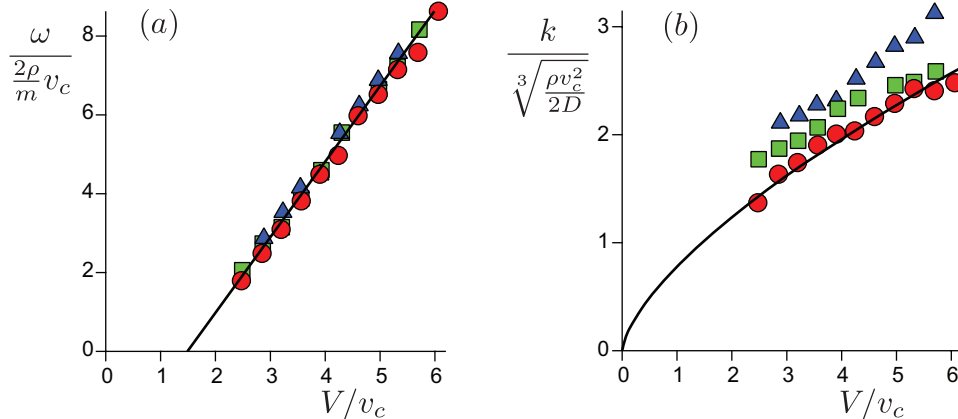 (a)
ω
2ρ/m v_c
8
6
4
2
0
0 1 2 3 4 5 6
V/v_c
(b)
k
∛(ρv_c²/2D)
3
2
1
0
0 1 2 3 4 5 6
V/v_c